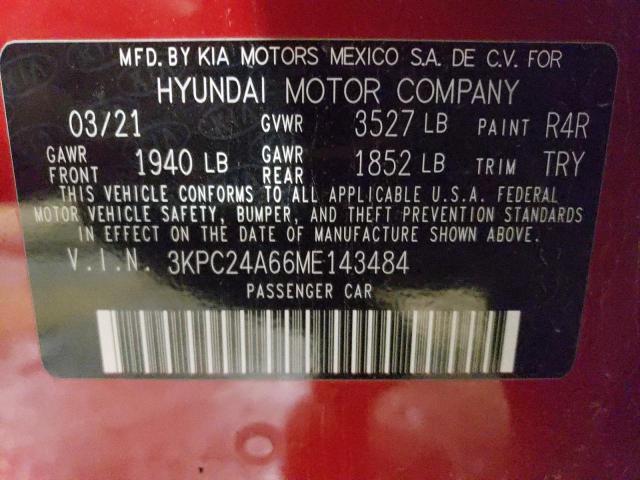 MFD. BY KIA MOTORS MEXICO S.A. DE C.V. FOR
HYUNDAI MOTOR COMPANY
03/21 GVWR 3527 LB PAINT R4R
GAWR FRONT 1940 LB GAWR REAR 1852 LB TRIM TRY
THIS VEHICLE CONFORMS TO ALL APPLICABLE U.S.A. FEDERAL
MOTOR VEHICLE SAFETY, BUMPER, AND THEFT PREVENTION STANDARDS
IN EFFECT ON THE DATE OF MANUFACTURE SHOWN ABOVE.
V.I.N. 3KPC24A66ME143484
PASSENGER CAR